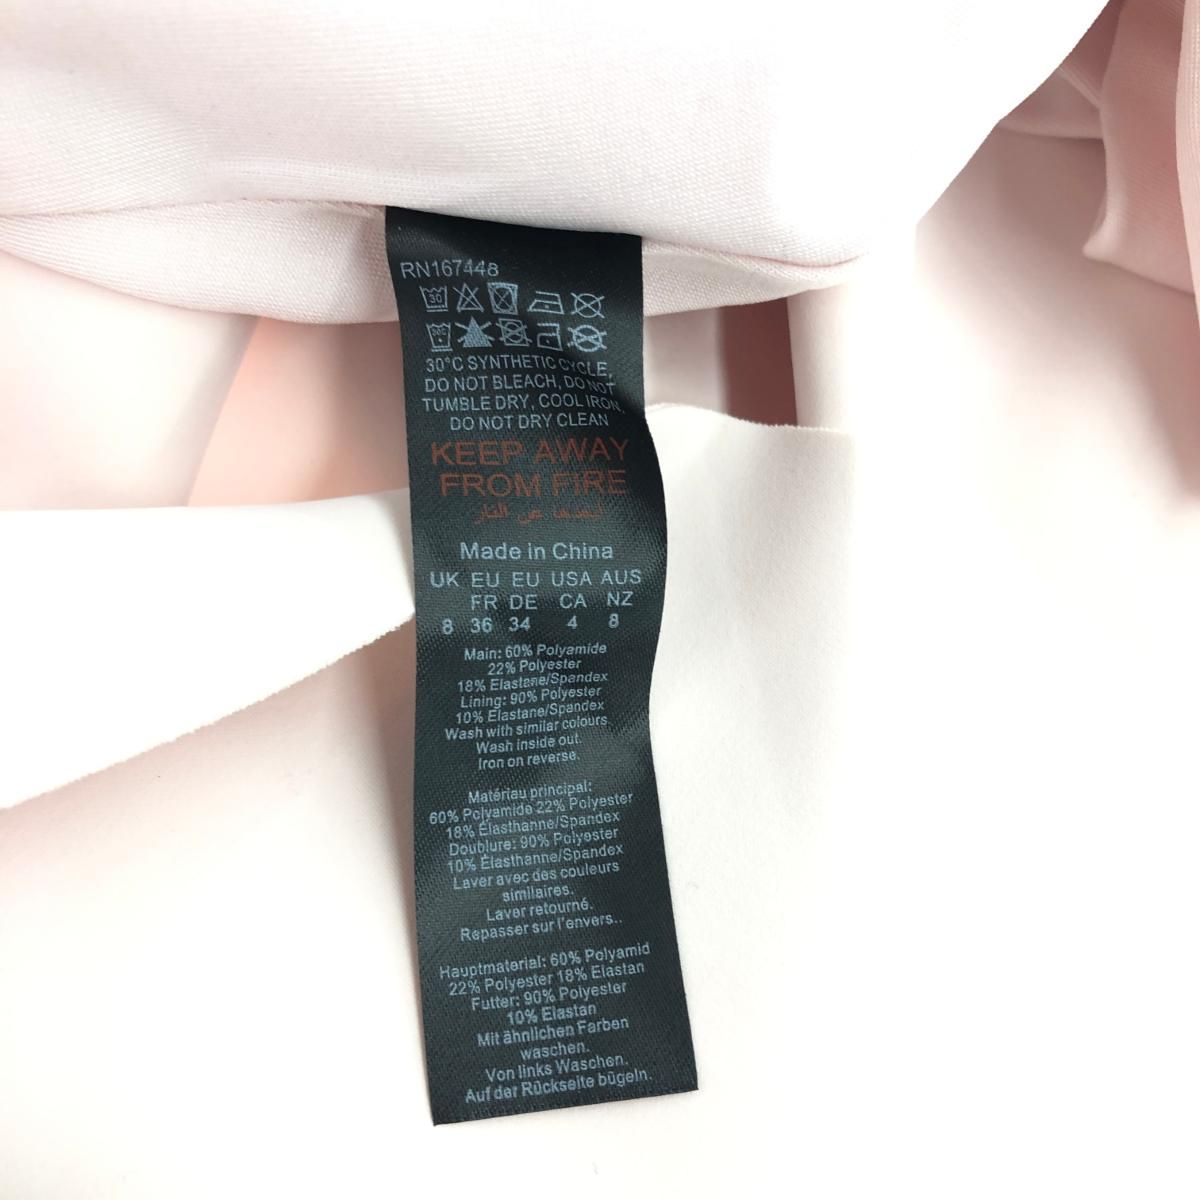 RN167448
30
30°C
30°C SYNTHETIC CYCLE,
DO NOT BLEACH, DO NOT
TUMBLE DRY, COOL IRON,
DO NOT DRY CLEAN
KEEP AWAY
FROM FIRE
أبعدها عن النار
Made in China
UK EU EU USA AUS
FR DE CA NZ
8 36 34 4 8
Main: 60% Polyamide
22% Polyester
18% Elastane/Spandex
Lining: 90% Polyester
10% Elastane/Spandex
Wash with similar colours
Wash inside out.
Iron on reverse.
Matériau principal:
60% Polyamide 22% Polyester
18% Élasthanne/Spandex
Doublure: 90% Polyester
10% Élasthanne/Spandex
Laver avec des couleurs
similaires.
Laver retourné.
Repasser sur l'envers..
Hauptmaterial: 60% Polyamid
22% Polyester 18% Elastan
Futter: 90% Polyester
10% Elastan
Mit ähnlichen Farben
waschen.
Von links Waschen.
Auf der Rückseite bügeln.